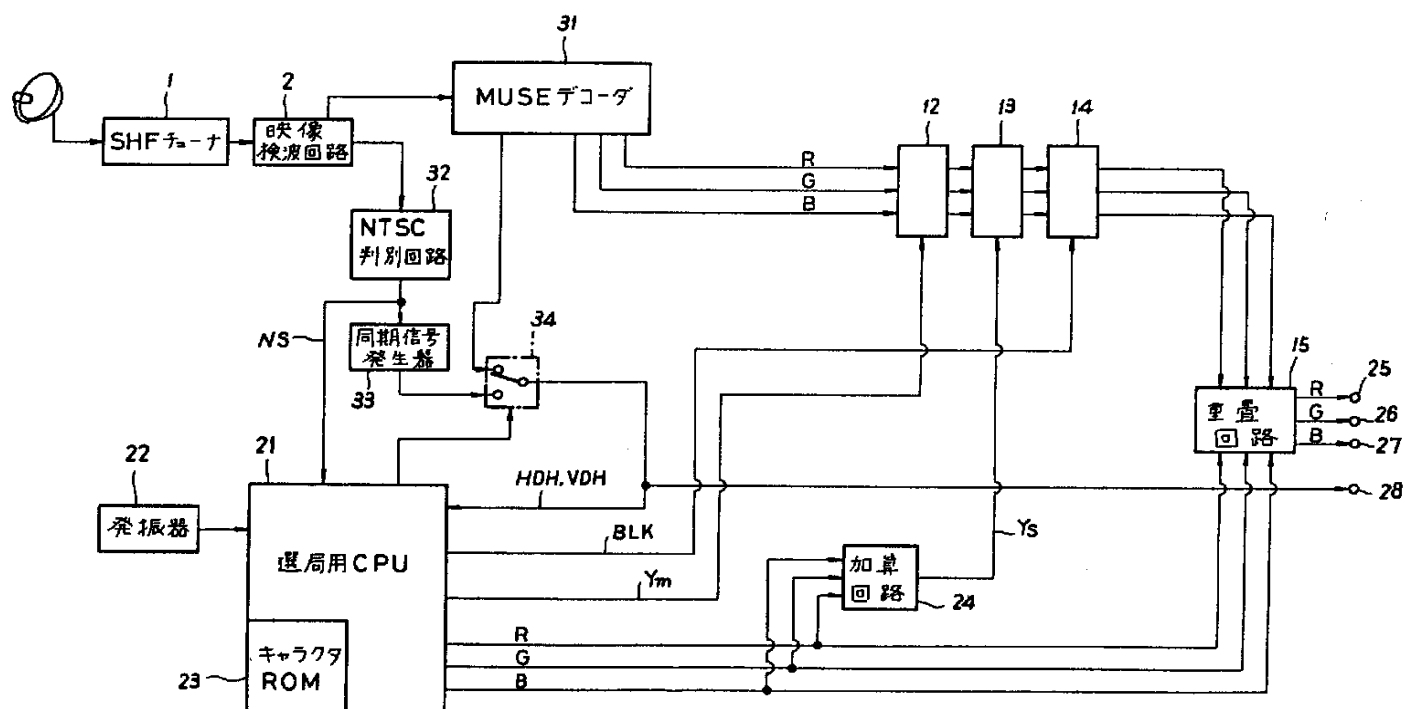 31
MUSEデコーダ
1
SHFチューナ
2
映像
検波回路
12
13
14
R
G
B
32
NTSC
判別回路
NS
同期信号
発生器
33
34
15
重畳
回路
R
G
B
25
26
27
28
22
発振器
21
選局用CPU
HDH,VDH
BLK
Ym
Ys
加算
回路
24
キャラクタ
ROM
23
R
G
B